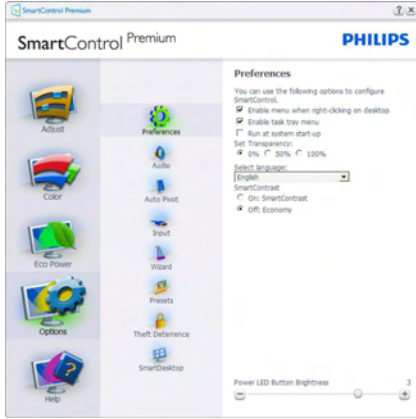 SmartControl Premium
SmartControl Premium
PHILIPS
Adjust
Color
Eco Power
Options
Help
Preferences
Audio
Auto Pivot
Input
Wizard
Presets
Theft Deterrence
SmartDesktop
Preferences
You can use the following options to configure
SmartControl.
Enable menu when right-clicking on desktop
Enable task tray menu
Run at system start-up
Set Transparency:
0% 50% 100%
Select language:
English
SmartContrast
On: SmartContrast
Off: Economy
Power LED Button Brightness 3